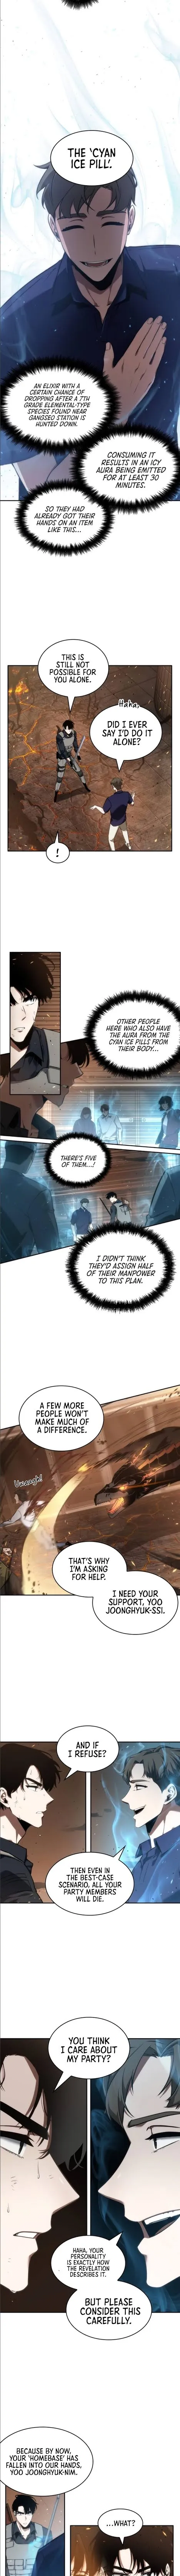 THE 'CYAN
ICE PILL'.
AN ELIXIR WITH A
CERTAIN CHANCE OF
DROPPING AFTER A 7TH
GRADE ELEMENTAL-TYPE
SPECIES FOUND NEAR
GANGSEO STATION IS
HUNTED DOWN.
CONSUMING IT
RESULTS IN AN ICY
AURA BEING EMITTED
FOR AT LEAST 30
MINUTES.
SO THEY HAD
ALREADY GOT THEIR
HANDS ON AN ITEM
LIKE THIS...
THIS IS
STILL NOT
POSSIBLE FOR
YOU ALONE.
Haha,
DID I EVER
SAY I'D DO IT
ALONE?
!
OTHER PEOPLE
HERE WHO ALSO HAVE
THE AURA FROM THE
CYAN ICE PILLS FROM
THEIR BODY...
THERE'S FIVE
OF THEM...!
I DIDN'T THINK
THEY'D ASSIGN HALF
OF THEIR MANPOWER
TO THIS PLAN.
A FEW MORE
PEOPLE WON'T
MAKE MUCH OF
A DIFFERENCE.
THAT'S WHY
I'M ASKING
FOR HELP.
I NEED YOUR
SUPPORT, YOO
JOONGHYUK-SSI.
AND IF
I REFUSE?
THEN EVEN IN
THE BEST-CASE
SCENARIO, ALL YOUR
PARTY MEMBERS
WILL DIE.
YOU THINK
I CARE ABOUT
MY PARTY?
HAHA, YOUR
PERSONALITY
IS EXACTLY HOW
THE REVELATION
DESCRIBES IT.
BUT PLEASE
CONSIDER THIS
CAREFULLY.
BECAUSE BY NOW,
YOUR 'HOMEBASE' HAS
FALLEN INTO OUR HANDS,
YOO JOONGHYUK-NIM.
...WHAT?